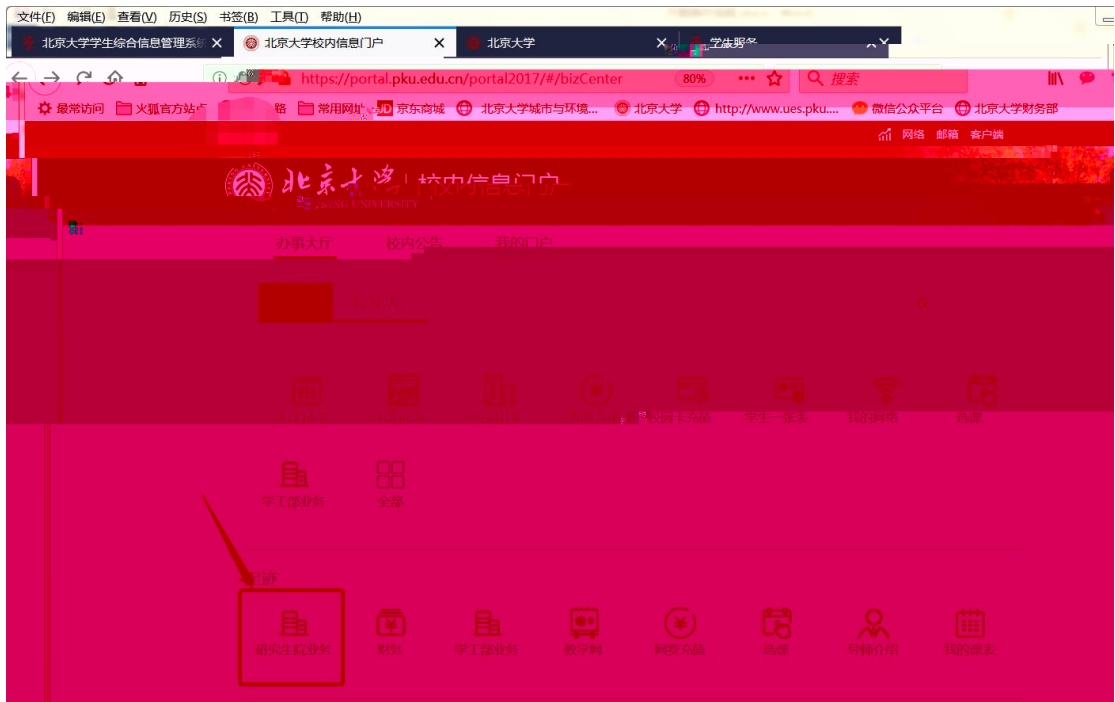 文件(F) 编辑(E) 查看(V) 历史(S) 书签(B) 工具(T) 帮助(H)
北京大学学生综合信息管理系统 北京大学校内信息门户 北京大学
https://portal.pku.edu.cn/portal2017/#/bizCenter 80% 搜索
最常访问 火狐官方站点 常用网址 京东商城 北京大学城市与环境... 北京大学 http://www.ues.pku.... 微信公众平台 北京大学财务部
网络 邮箱 客户端
北京大学 校内信息门户
办事大厅 校内公告 我的门户
校园卡充值 学生一张表 我的网络 选课
学工部业务 全部
足迹
研究生院业务 财务 学工部业务 教学网 网费充值 选课 导师介绍 我的课表